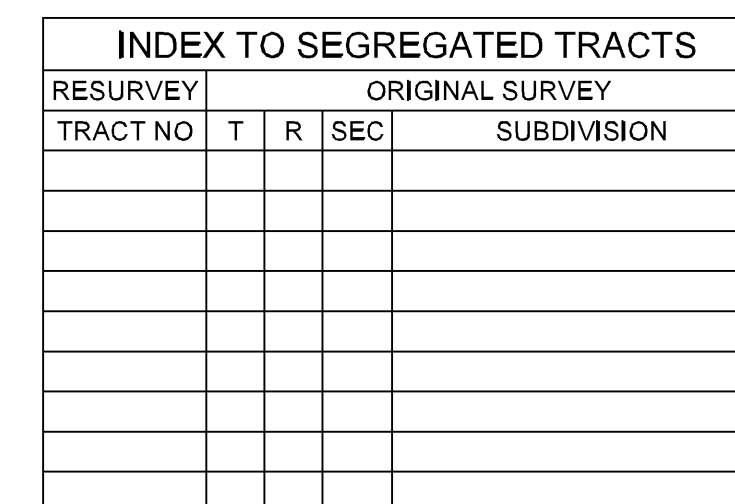 INDEX TO SEGREGATED TRACTS
RESURVEY ORIGINAL SURVEY
TRACT NO T R SEC SUBDIVISION